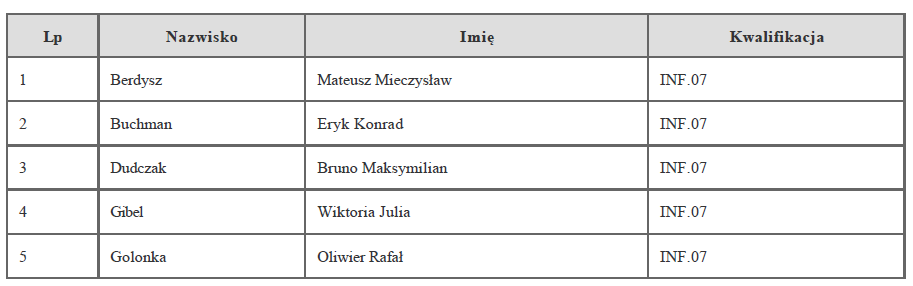 Lp Nazwisko Imię Kwalifikacja
1 Berdysz Mateusz Mieczysław INF.07
2 Buchman Eryk Konrad INF.07
3 Dudczak Bruno Maksymilian INF.07
4 Gibel Wiktoria Julia INF.07
5 Golonka Oliwier Rafał INF.07